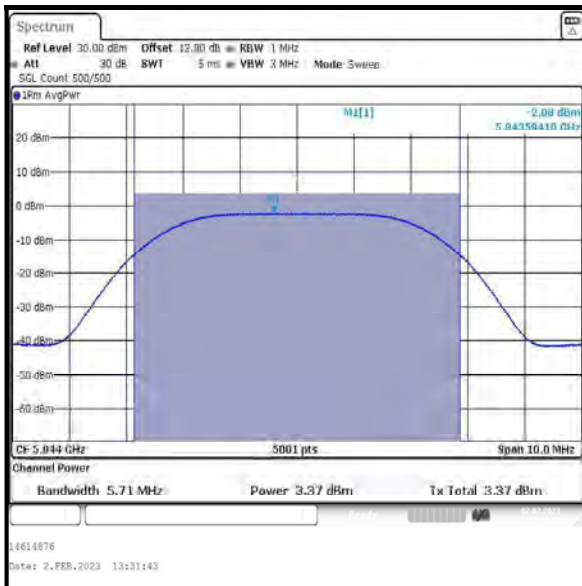 Spectrum
Ref Level 30.00 dBm Offset 13.80 dB RBW 1 MHz
Att 30 dB SWT 5 ms VBW 3 MHz Mode Sweep
SGL Count 500/500
1Rm AvgPwr
M1[1] -2.08 dBm
5.84359410 GHz
20 dBm
10 dBm
0 dBm
M1
-10 dBm
-20 dBm
-30 dBm
-40 dBm
-50 dBm
-60 dBm
CF 5.844 GHz 5001 pts Span 10.0 MHz
Channel Power
Bandwidth 5.71 MHz Power 3.37 dBm Tx Total 3.37 dBm
14614876
Date: 2.FEB.2023 13:31:43